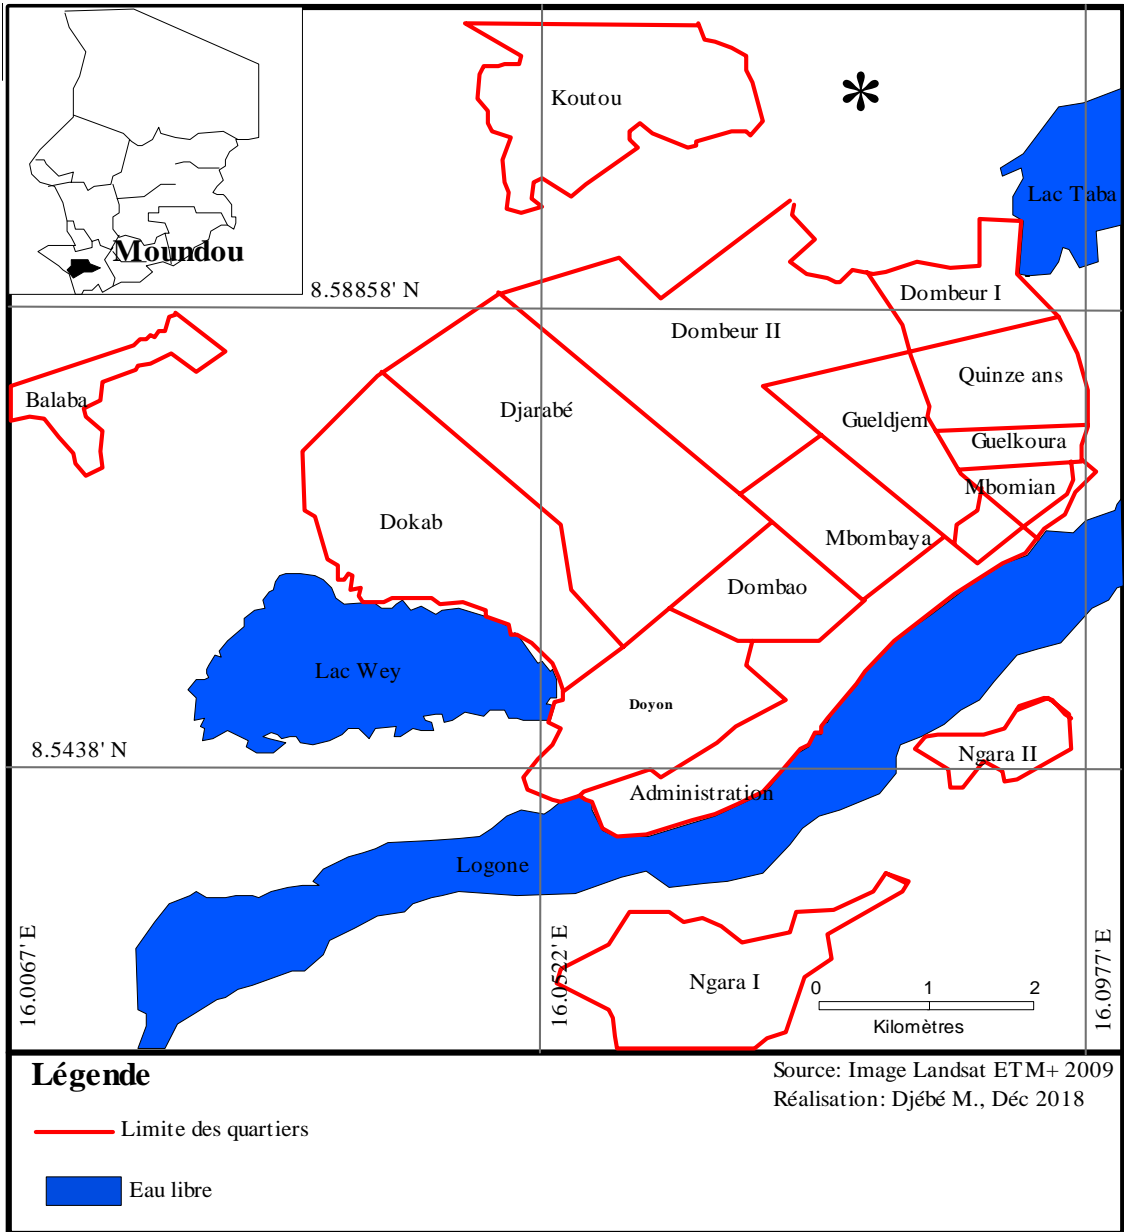 Koutou
*
Lac Taba
Moundou
8.58858' N
Dombeur I
Dombeur II
Quinze ans
Balaba
Djarabé
Gueldjem
Guelkoura
Mbomian
Dokab
Mbombaya
Dombao
Lac Wey
Doyon
8.5438' N
Ngara II
Administration
Logone
16.0067' E
16.0522' E
16.0977' E
Ngara I
0 1 2
Kilomètres
Légende
Limite des quartiers
Eau libre
Source: Image Landsat ETM+ 2009
Réalisation: Djébé M., Déc 2018